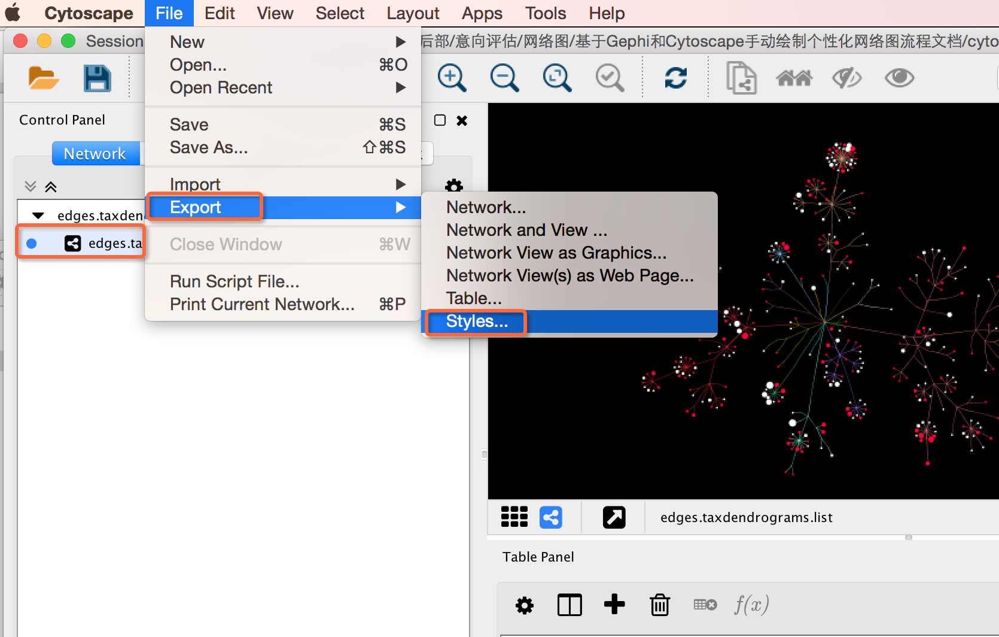 Cytoscape File Edit View Select Layout Apps Tools Help
Session
后部/意向评估/网络图/基于Gephi和Cytoscape手动绘制个性化网络图流程文档/cyto
New
Open... ⌘O
Open Recent
Save ⌘S
Save As... ⇧⌘S
Import
Export
Close Window ⌘W
Run Script File...
Print Current Network... ⌘P
Network...
Network and View ...
Network View as Graphics...
Network View(s) as Web Page...
Table...
Styles...
Control Panel
Network
edges.taxden
edges.ta
edges.taxdendrograms.list
Table Panel
f(x)